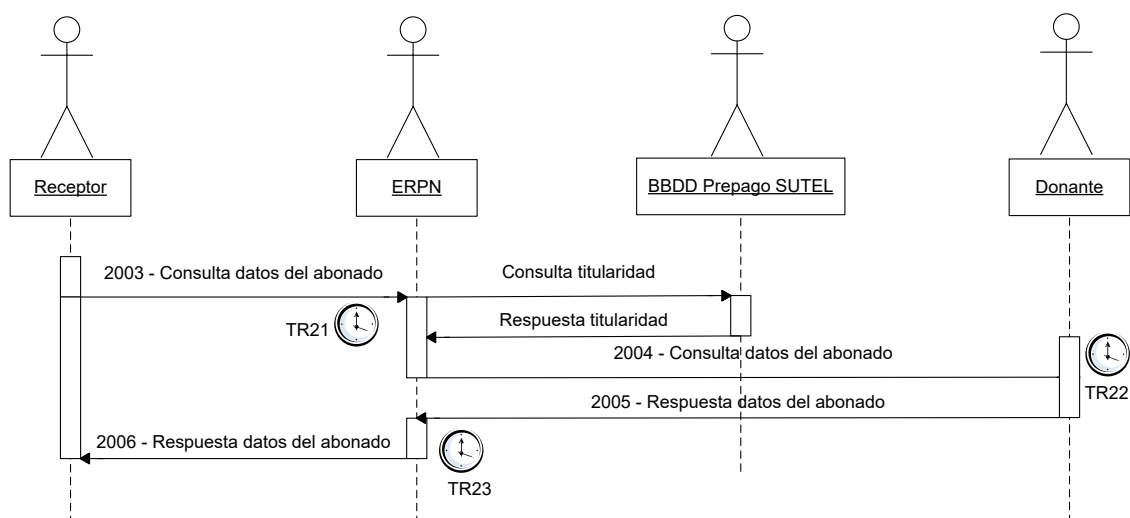 Receptor
ERPN
BBDD Prepago SUTEL
Donante
2003 - Consulta datos del abonado
Consulta titularidad
TR21
Respuesta titularidad
2004 - Consulta datos del abonado
TR22
2005 - Respuesta datos del abonado
2006 - Respuesta datos del abonado
TR23